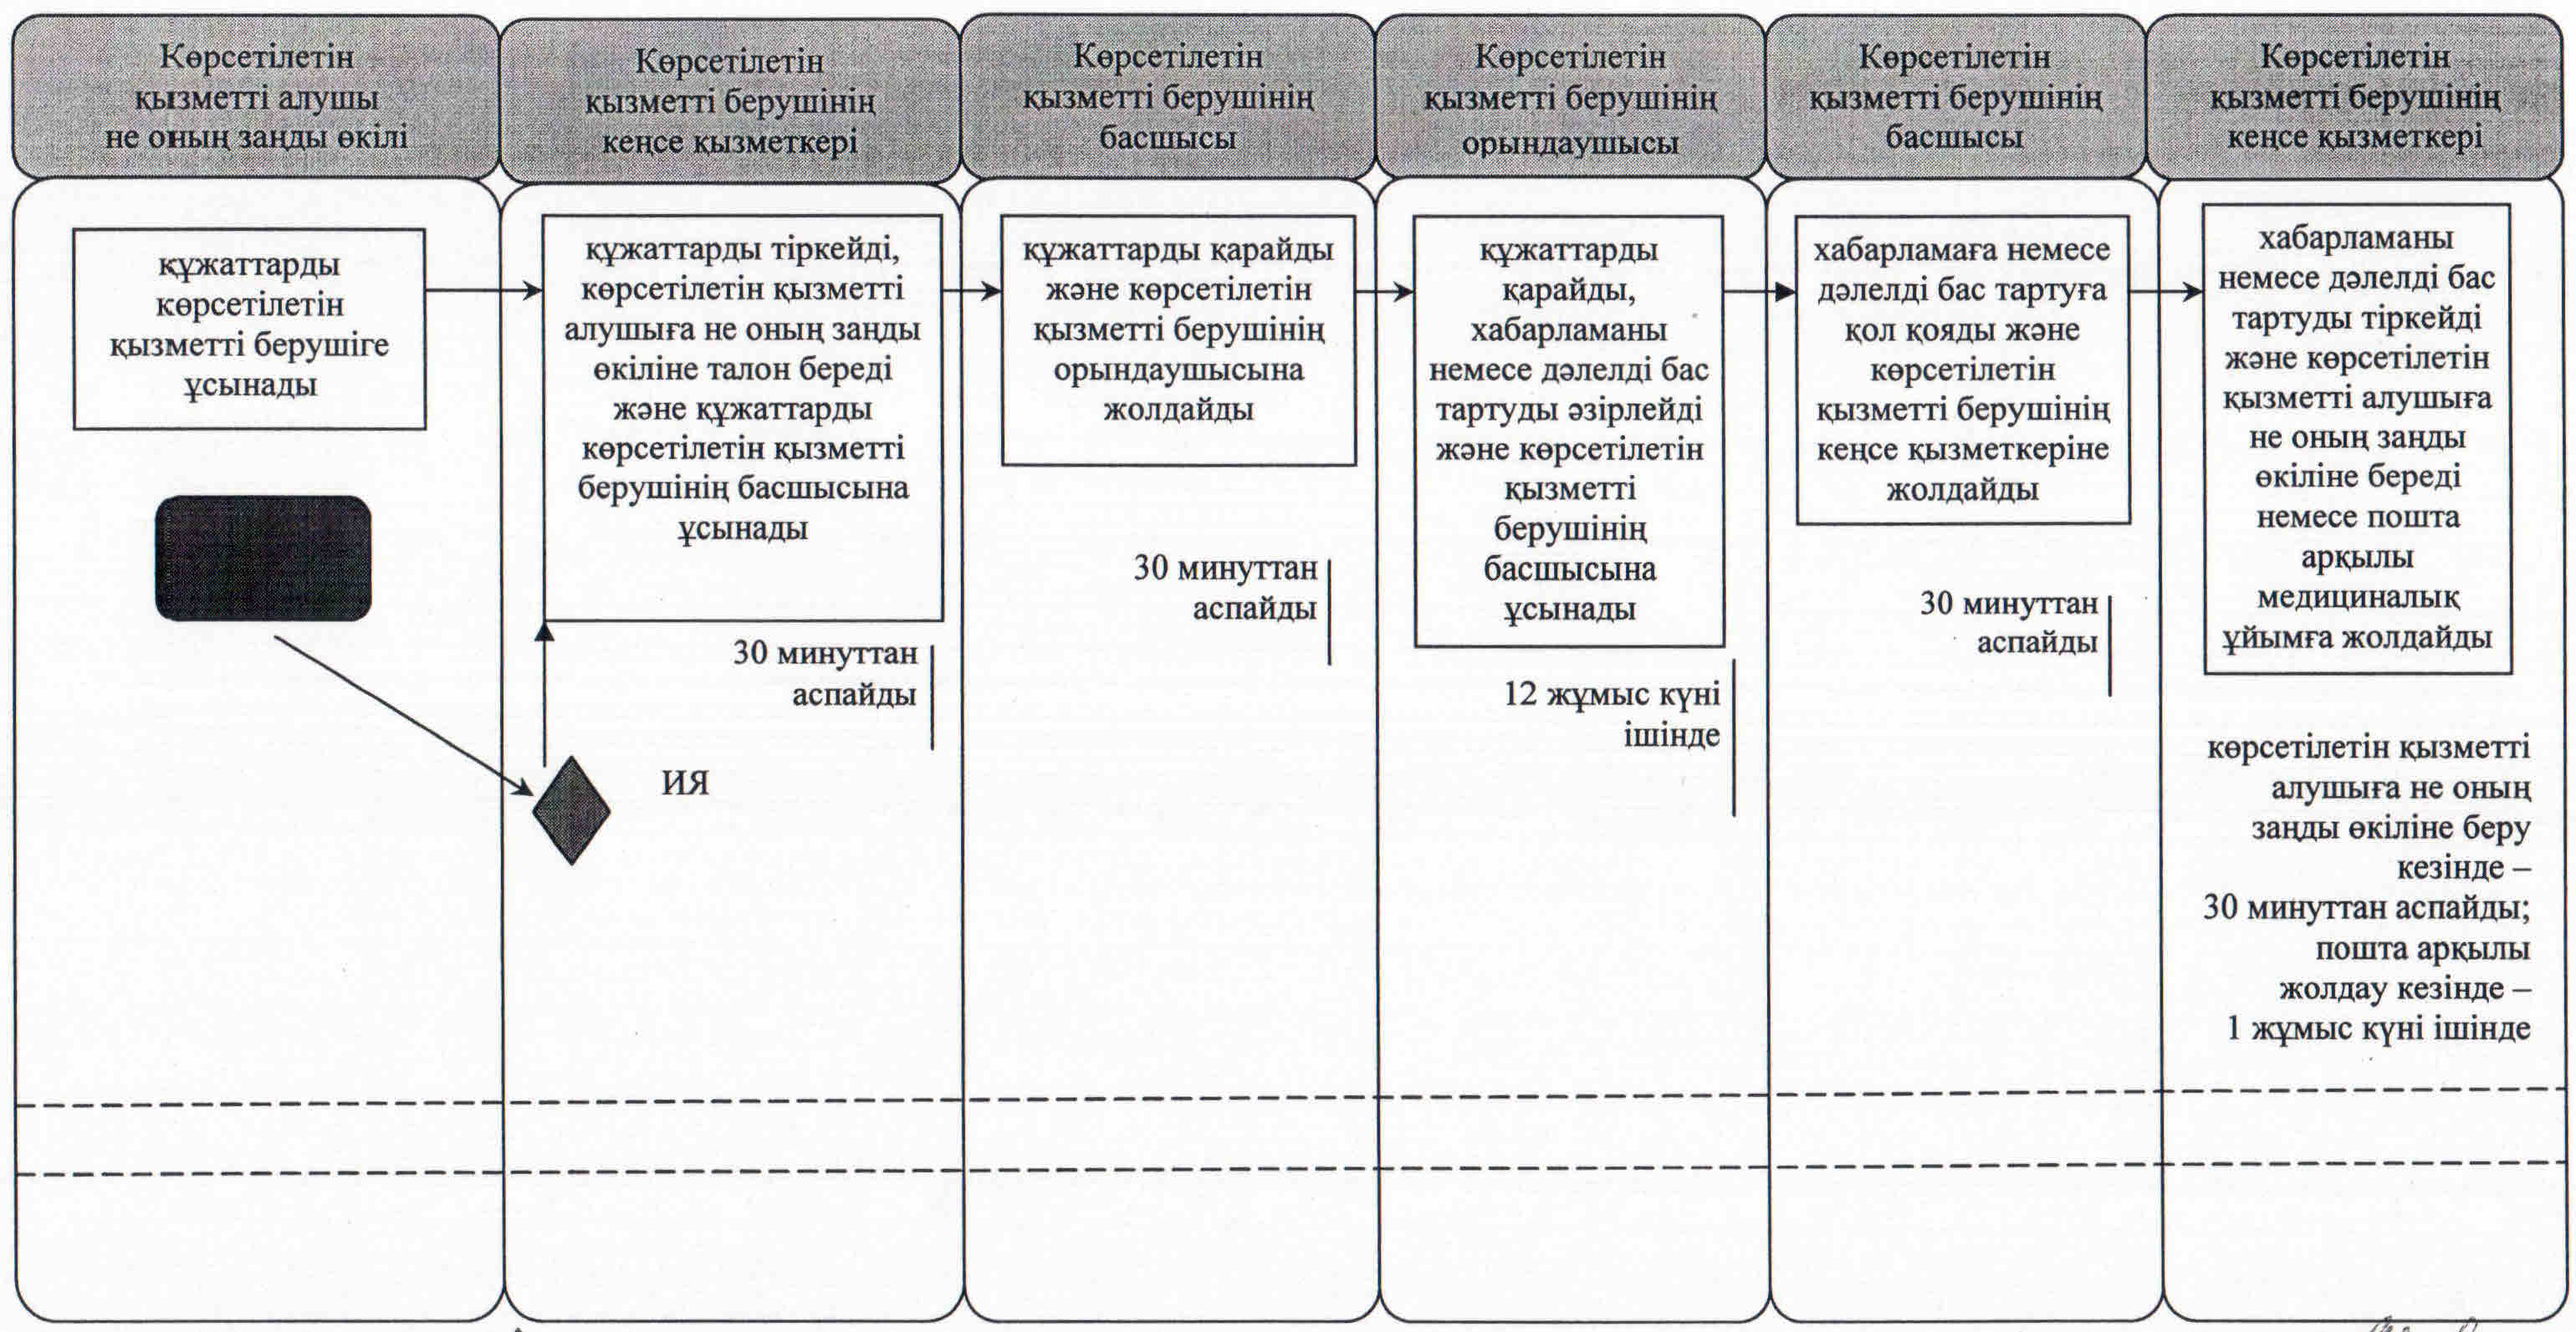 Көрсетілетін
қызметті алушы
не оның заңды өкілі
Көрсетілетін
қызметті берушінің
кеңсе қызметкері
Көрсетілетін
қызметті берушінің
басшысы
Көрсетілетін
қызметті берушінің
орындаушысы
Көрсетілетін
қызметті берушінің
басшысы
Көрсетілетін
қызметті берушінің
кеңсе қызметкері
құжаттарды
көрсетілетін
қызметті берушіге
ұсынады
құжаттарды тіркейді,
көрсетілетін қызметті
алушыға не оның заңды
өкіліне талон береді
және құжаттарды
көрсетілетін қызметті
берушінің басшысына
ұсынады
30 минуттан
аспайды
ИЯ
құжаттарды қарайды
және көрсетілетін
қызметті берушінің
орындаушысына
жолдайды
30 минуттан
аспайды
құжаттарды
қарайды,
хабарламаны
немесе дәлелді бас
тартуды әзірлейді
және көрсетілетін
қызметті
берушінің
басшысына
ұсынады
12 жұмыс күні
ішінде
хабарламаға немесе
дәлелді бас тартуға
қол қояды және
көрсетілетін
қызметті берушінің
кеңсе қызметкеріне
жолдайды
30 минуттан
аспайды
хабарламаны
немесе дәлелді бас
тартуды тіркейді
және көрсетілетін
қызметті алушыға
не оның заңды
өкіліне береді
немесе пошта
арқылы
медициналық
ұйымға жолдайды
көрсетілетін қызметті
алушыға не оның
заңды өкіліне беру
кезінде –
30 минуттан аспайды;
пошта арқылы
жолдау кезінде –
1 жұмыс күні ішінде